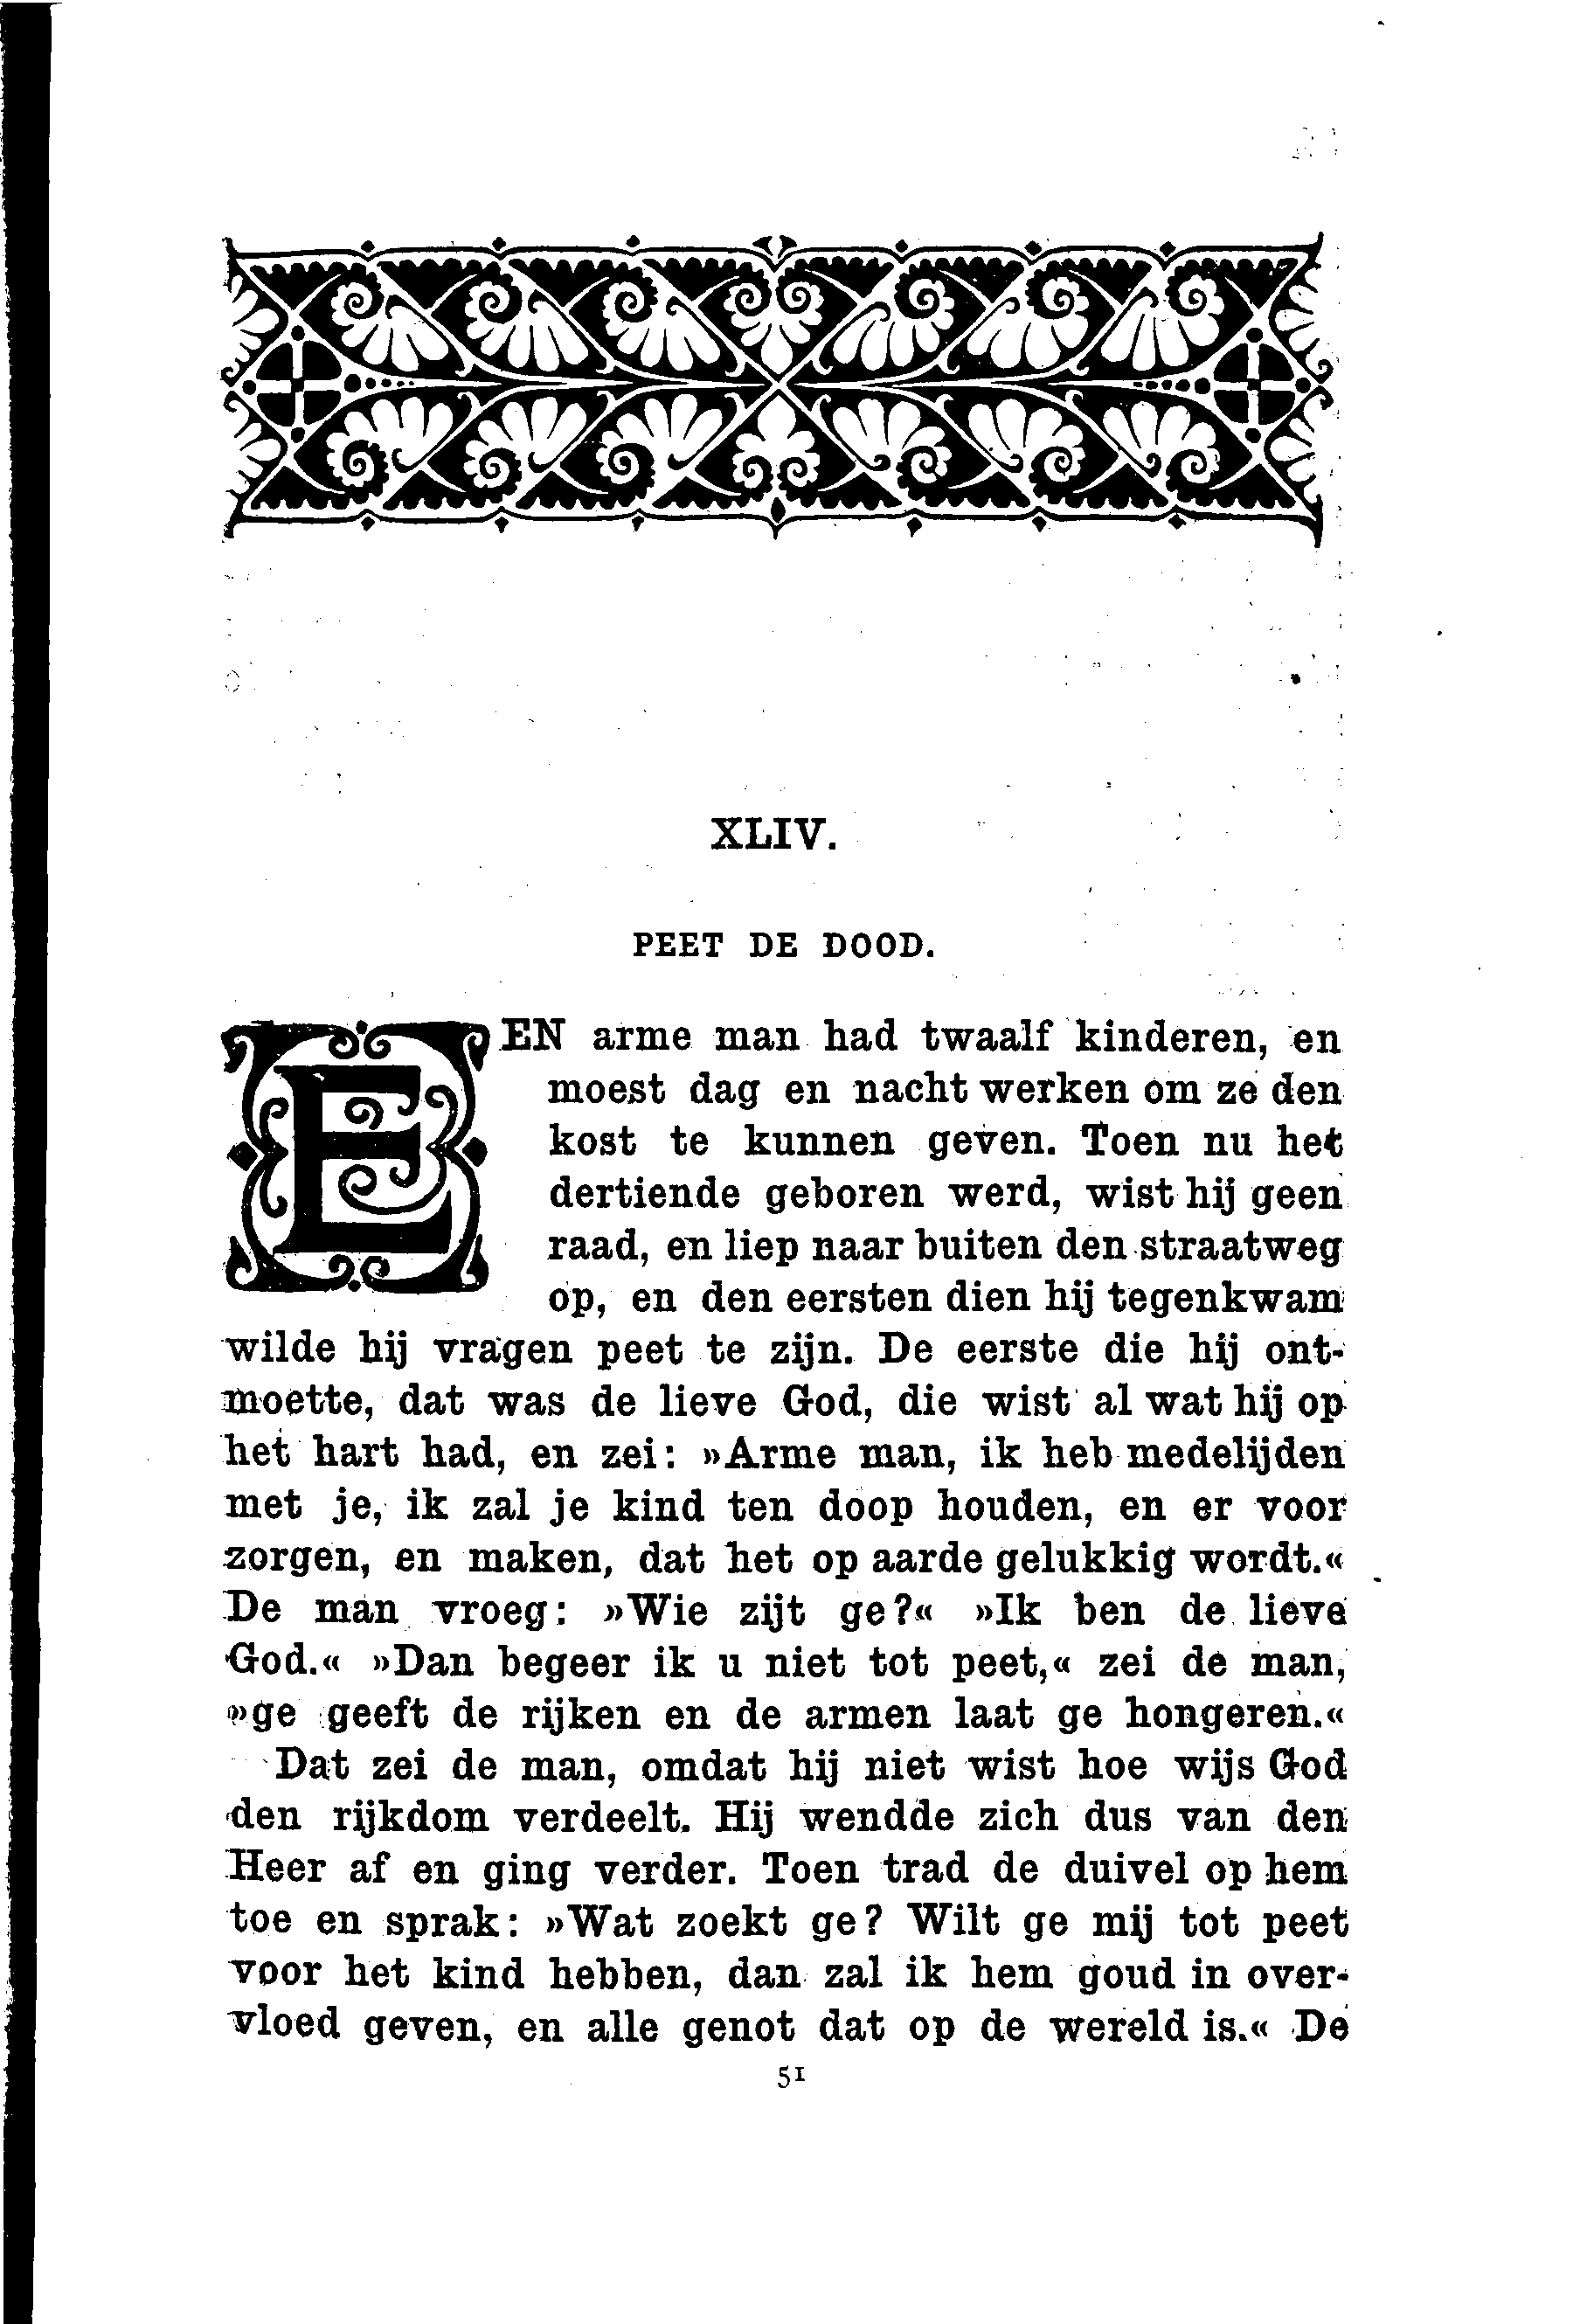 XLIV.
PEET DE DOOD.
EEN arme man had twaalf kinderen, en
moest dag en nacht werken om ze den
kost te kunnen geven. Toen nu het
dertiende geboren werd, wist hij geen
raad, en liep naar buiten den straatweg
op, en den eersten dien hij tegenkwam
wilde hij vragen peet te zijn. De eerste die hij ont-
moette, dat was de lieve God, die wist al wat hij op
het hart had, en zei: »Arme man, ik heb medelijden
met je, ik zal je kind ten doop houden, en er voor
zorgen, en maken, dat het op aarde gelukkig wordt.«
De man vroeg: »Wie zijt ge?« »Ik ben de lieve
God.« »Dan begeer ik u niet tot peet,« zei de man,
»ge geeft de rijken en de armen laat ge hongeren.«
Dat zei de man, omdat hij niet wist hoe wijs God
den rijkdom verdeelt. Hij wendde zich dus van den
Heer af en ging verder. Toen trad de duivel op hem
toe en sprak: »Wat zoekt ge? Wilt ge mij tot peet
voor het kind hebben, dan zal ik hem goud in over-
vloed geven, en alle genot dat op de wereld is.« De
51